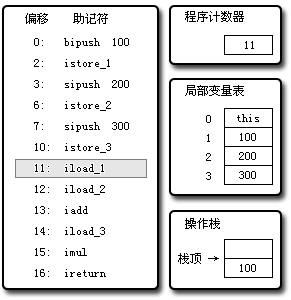 偏移 助记符
0: bipush 100
2: istore_1
3: sipush 200
6: istore_2
7: sipush 300
10: istore_3
11: iload_1
12: iload_2
13: iadd
14: iload_3
15: imul
16: ireturn
程序计数器
11
局部变量表
0 this
1 100
2 200
3 300
操作栈
栈顶 →
100